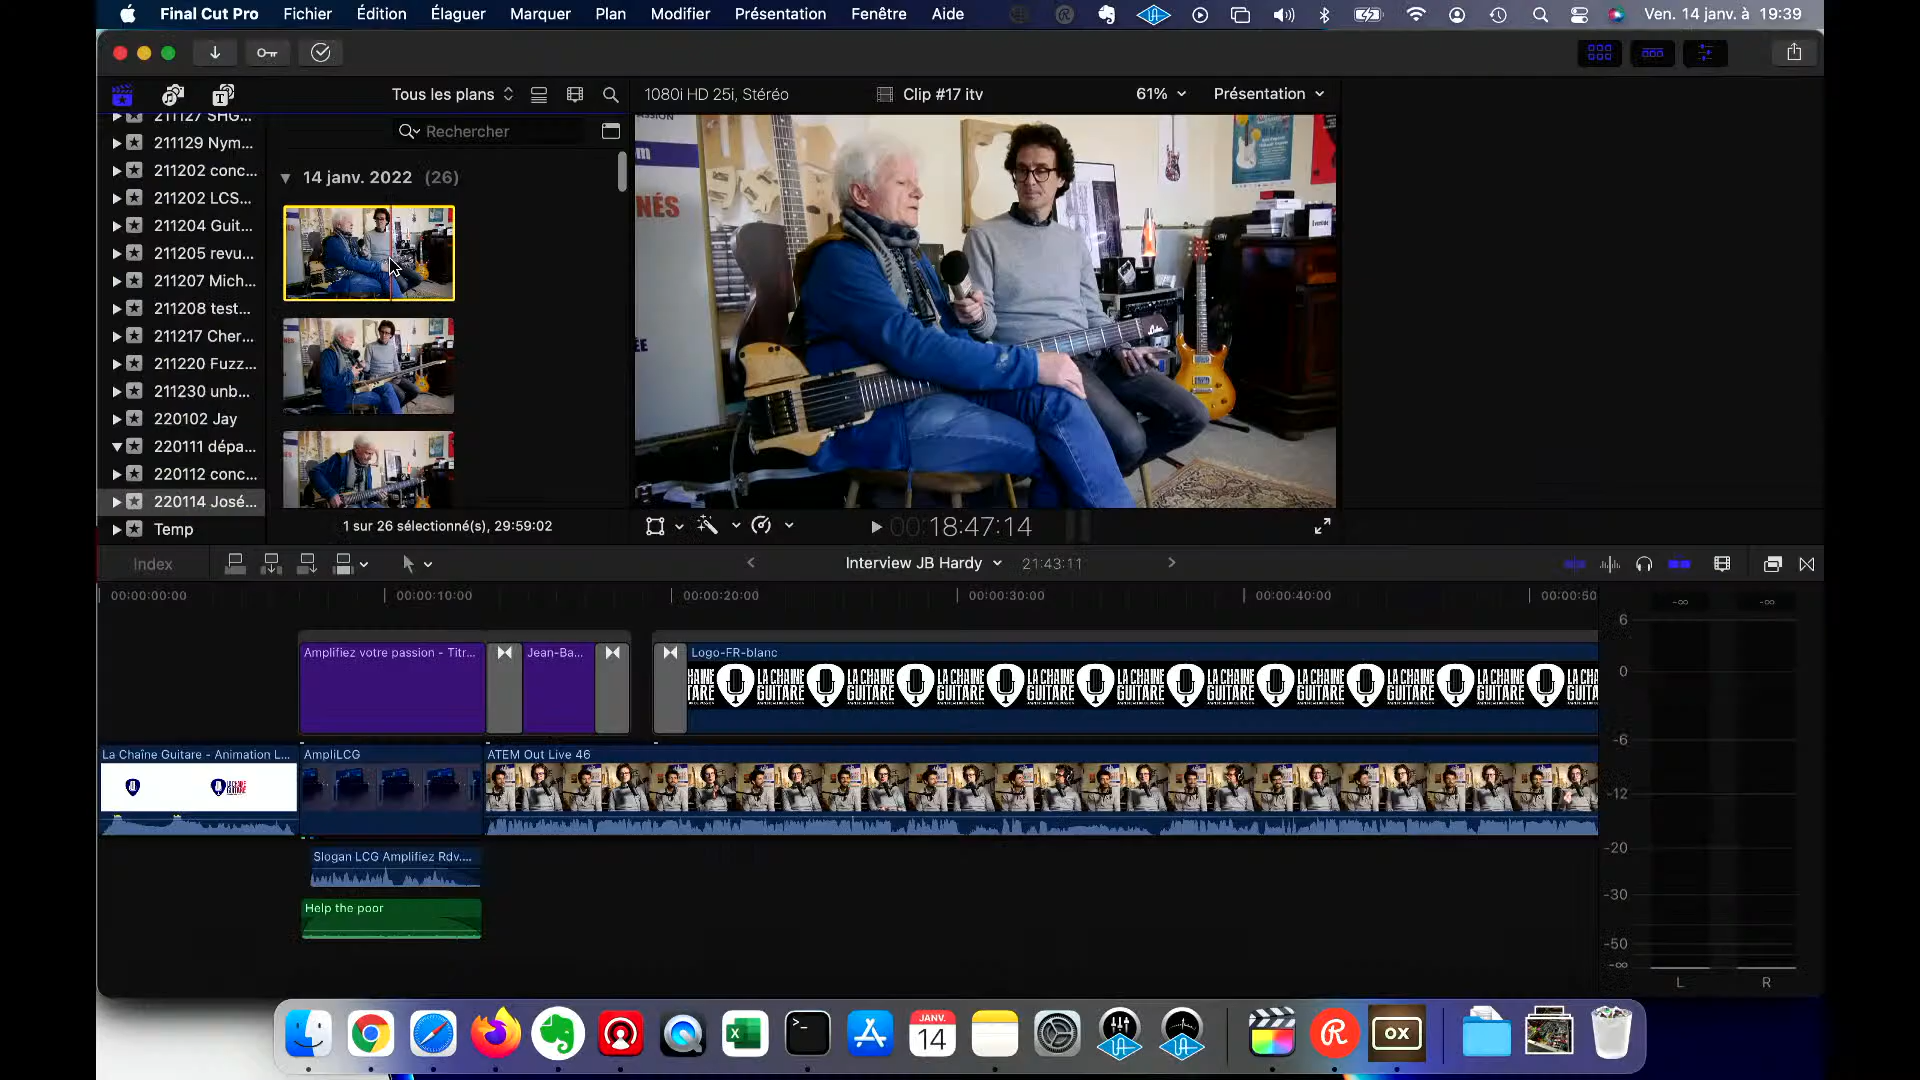 Final Cut Pro Fichier Édition Élaguer Marquer Plan Modifier Présentation Fenêtre Aide Ven. 14 janv. à 19:39
Tous les plans
1080i HD 25i, Stéréo
Clip #17 itv
61%
Présentation
Rechercher
14 janv. 2022 (26)
211127 SHG...
211129 Nym...
211202 conc...
211202 LCS...
211204 Guit...
211205 revu...
211207 Mich...
211208 test...
211217 Cher...
211220 Fuzz...
211230 unb...
220102 Jay
220111 dépa...
220112 conc...
220114 José...
Temp
NÉS
1 sur 26 sélectionné(s), 29:59:02
00:18:47:14
Index
Interview JB Hardy
21:43:11
00:00:00:00
00:00:10:00
00:00:20:00
00:00:30:00
00:00:40:00
00:00:50
Amplifiez votre passion - Titr...
Jean-Ba...
Logo-FR-blanc
LA CHAINE GUITARE
La Chaîne Guitare - Animation L...
AmpliLCG
ATEM Out Live 46
Slogan LCG Amplifiez Rdv....
Help the poor
-∞ -∞
6
0
-6
-12
-20
-30
-50
-∞
L R
JANV.
14
OX